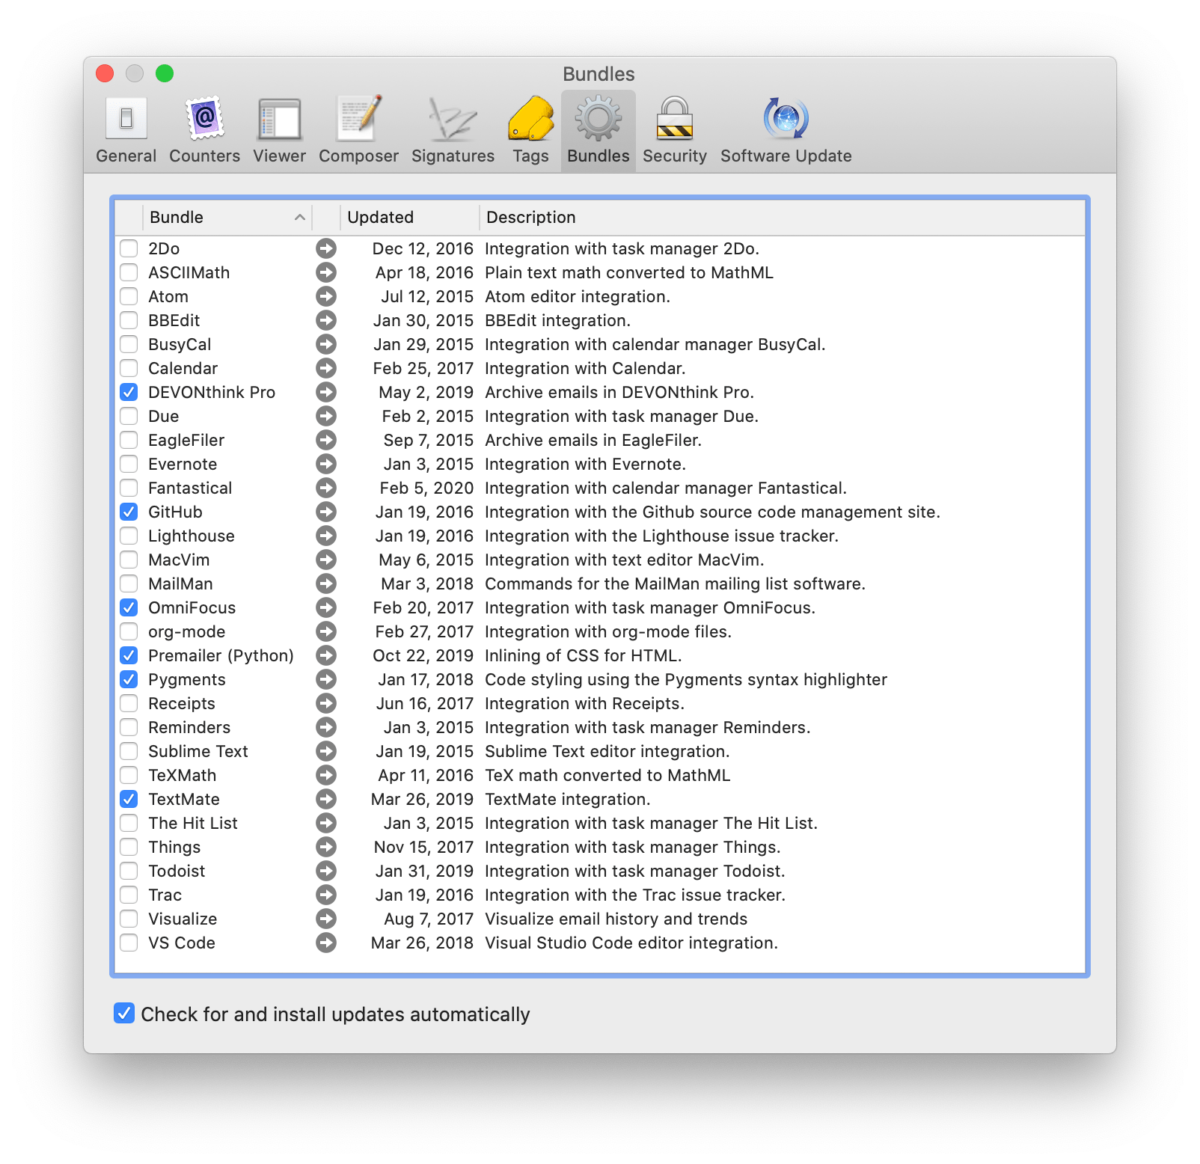 Bundles
General Counters Viewer Composer Signatures Tags Bundles Security Software Update
Bundle Updated Description
2Do Dec 12, 2016 Integration with task manager 2Do.
ASCIIMath Apr 18, 2016 Plain text math converted to MathML
Atom Jul 12, 2015 Atom editor integration.
BBEdit Jan 30, 2015 BBEdit integration.
BusyCal Jan 29, 2015 Integration with calendar manager BusyCal.
Calendar Feb 25, 2017 Integration with Calendar.
DEVONthink Pro May 2, 2019 Archive emails in DEVONthink Pro.
Due Feb 2, 2015 Integration with task manager Due.
EagleFiler Sep 7, 2015 Archive emails in EagleFiler.
Evernote Jan 3, 2015 Integration with Evernote.
Fantastical Feb 5, 2020 Integration with calendar manager Fantastical.
GitHub Jan 19, 2016 Integration with the Github source code management site.
Lighthouse Jan 19, 2016 Integration with the Lighthouse issue tracker.
MacVim May 6, 2015 Integration with text editor MacVim.
MailMan Mar 3, 2018 Commands for the MailMan mailing list software.
OmniFocus Feb 20, 2017 Integration with task manager OmniFocus.
org-mode Feb 27, 2017 Integration with org-mode files.
Premailer (Python) Oct 22, 2019 Inlining of CSS for HTML.
Pygments Jan 17, 2018 Code styling using the Pygments syntax highlighter
Receipts Jun 16, 2017 Integration with Receipts.
Reminders Jan 3, 2015 Integration with task manager Reminders.
Sublime Text Jan 19, 2015 Sublime Text editor integration.
TeXMath Apr 11, 2016 TeX math converted to MathML
TextMate Mar 26, 2019 TextMate integration.
The Hit List Jan 3, 2015 Integration with task manager The Hit List.
Things Nov 15, 2017 Integration with task manager Things.
Todoist Jan 31, 2019 Integration with task manager Todoist.
Trac Jan 19, 2016 Integration with the Trac issue tracker.
Visualize Aug 7, 2017 Visualize email history and trends
VS Code Mar 26, 2018 Visual Studio Code editor integration.
Check for and install updates automatically